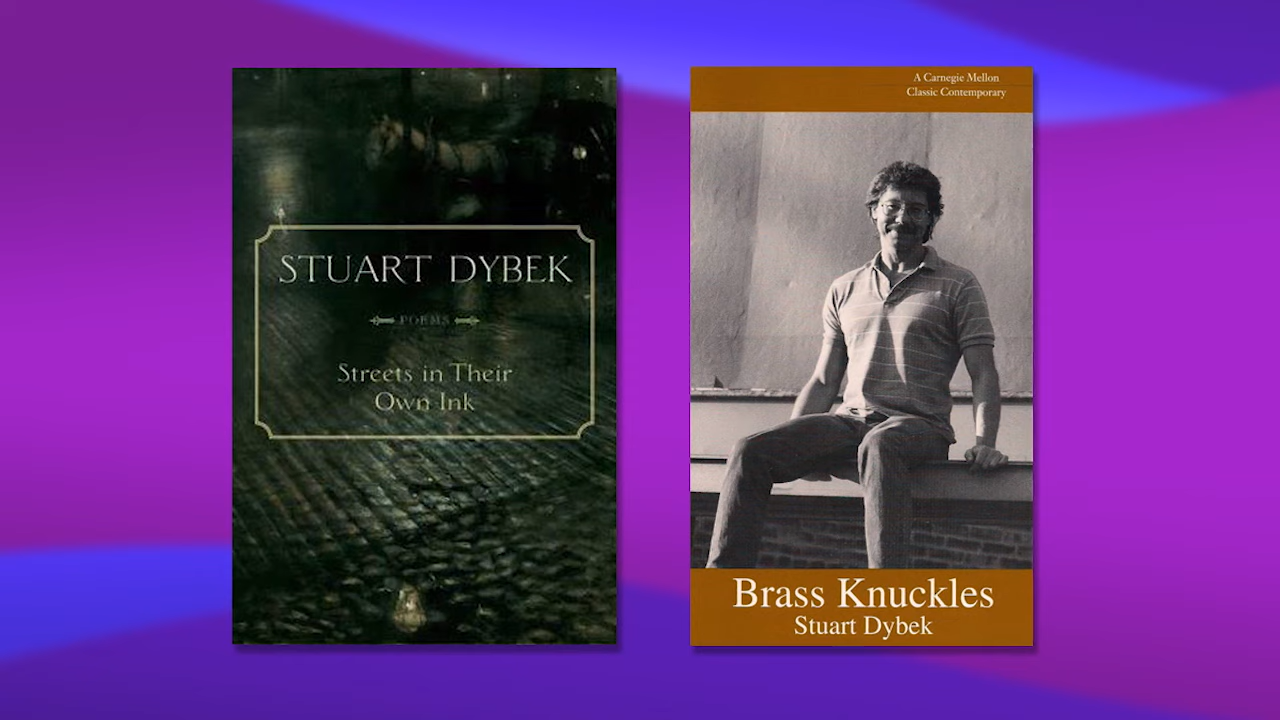 STUART DYBEK
POEMS
Streets in Their
Own Ink
A Carnegie Mellon
Classic Contemporary
Brass Knuckles
Stuart Dybek